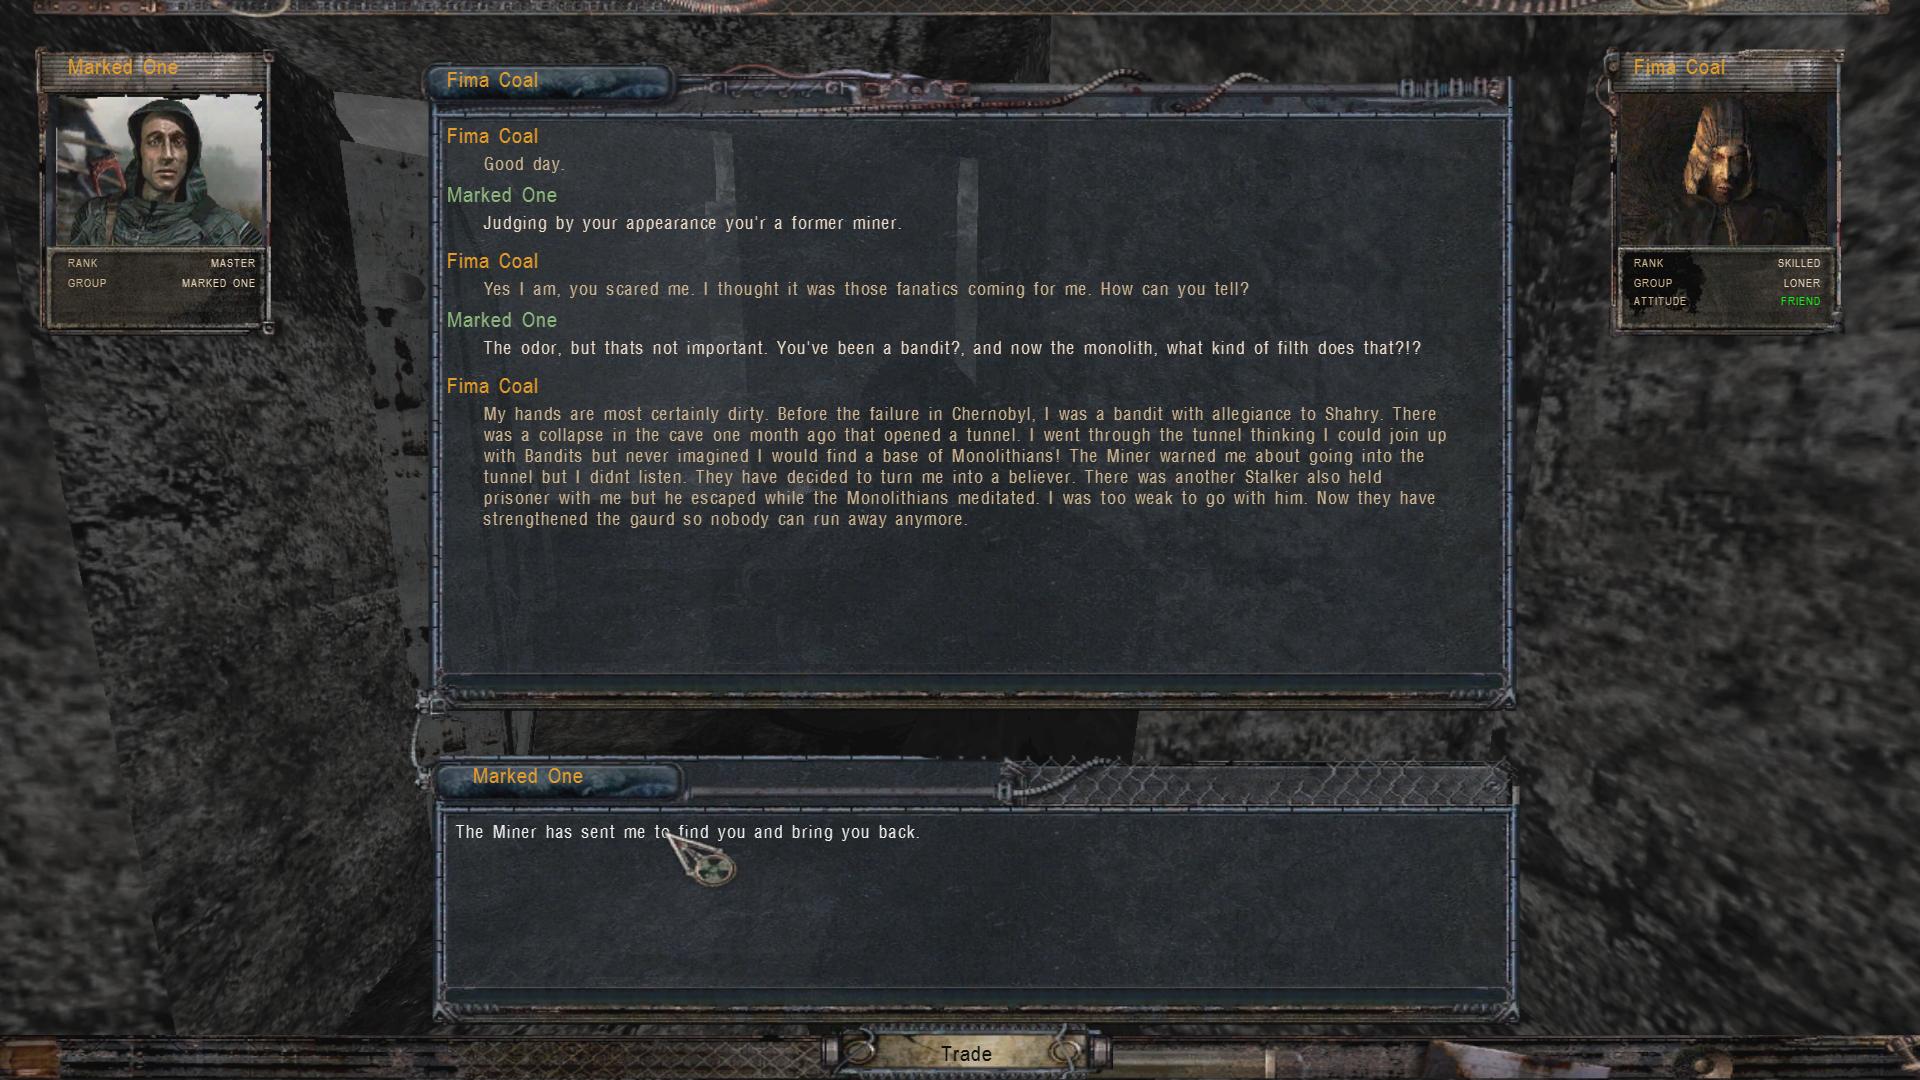 Marked One
RANK MASTER
GROUP MARKED ONE
Fima Coal
Fima Coal
Good day.
Marked One
Judging by your appearance you'r a former miner.
Fima Coal
Yes I am, you scared me. I thought it was those fanatics coming for me. How can you tell?
Marked One
The odor, but thats not important. You've been a bandit?, and now the monolith, what kind of filth does that?!?
Fima Coal
My hands are most certainly dirty. Before the failure in Chernobyl, I was a bandit with allegiance to Shahry. There
was a collapse in the cave one month ago that opened a tunnel. I went through the tunnel thinking I could join up
with Bandits but never imagined I would find a base of Monolithians! The Miner warned me about going into the
tunnel but I didnt listen. They have decided to turn me into a believer. There was another Stalker also held
prisoner with me but he escaped while the Monolithians meditated. I was too weak to go with him. Now they have
strengthened the gaurd so nobody can run away anymore.
Fima Coal
RANK SKILLED
GROUP LONER
ATTITUDE FRIEND
Marked One
The Miner has sent me to find you and bring you back.
Trade